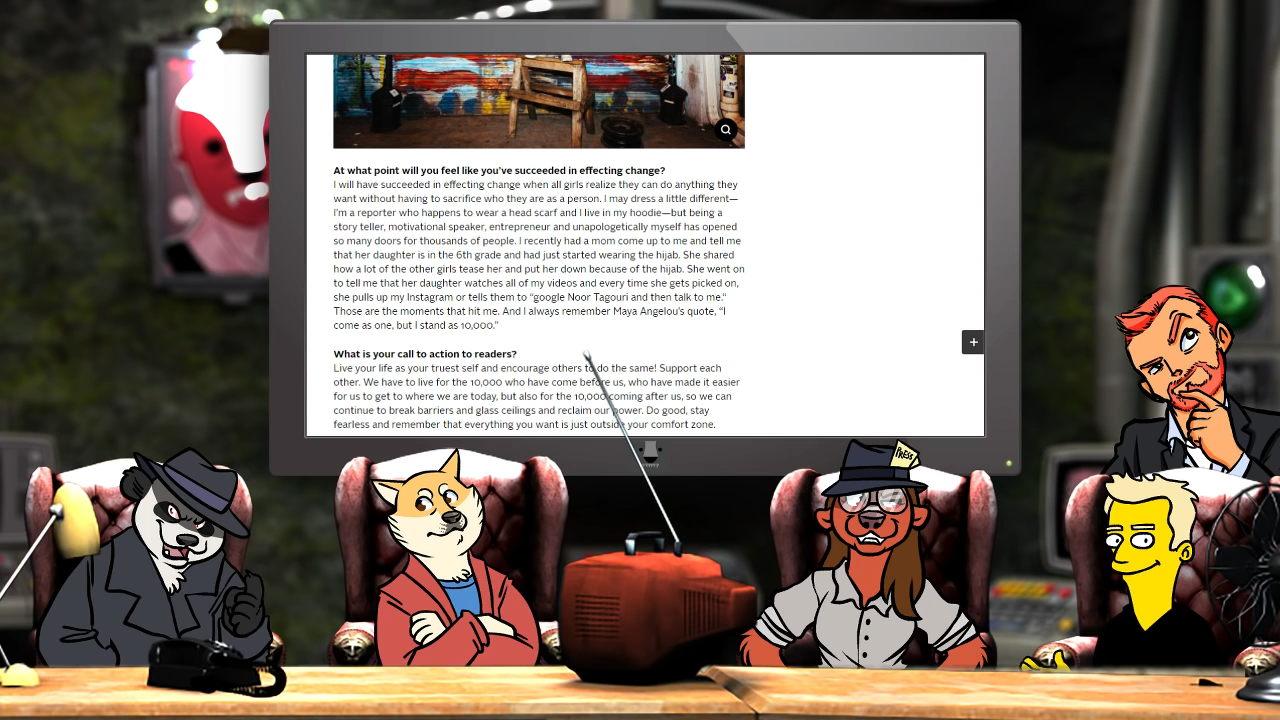 At what point will you feel like you've succeeded in effecting change?
I will have succeeded in effecting change when all girls realize they can do anything they
want without having to sacrifice who they are as a person. I may dress a little different—
I'm a reporter who happens to wear a head scarf and I live in my hoodie—but being a
story teller, motivational speaker, entrepreneur and unapologetically myself has opened
so many doors for thousands of people. I recently had a mom come up to me and tell me
that her daughter is in the 6th grade and had just started wearing the hijab. She shared
how a lot of the other girls tease her and put her down because of the hijab. She went on
to tell me that her daughter watches all of my videos and every time she gets picked on,
she pulls up my Instagram or tells them to "google Noor Tagouri and then talk to me."
Those are the moments that hit me. And I always remember Maya Angelou's quote, "I
come as one, but I stand as 10,000."
What is your call to action to readers?
Live your life as your truest self and encourage others to do the same! Support each
other. We have to live for the 10,000 who have come before us, who have made it easier
for us to get to where we are today, but also for the 10,000 coming after us, so we can
continue to break barriers and glass ceilings and reclaim our power. Do good, stay
fearless and remember that everything you want is just outside your comfort zone.
PRESS